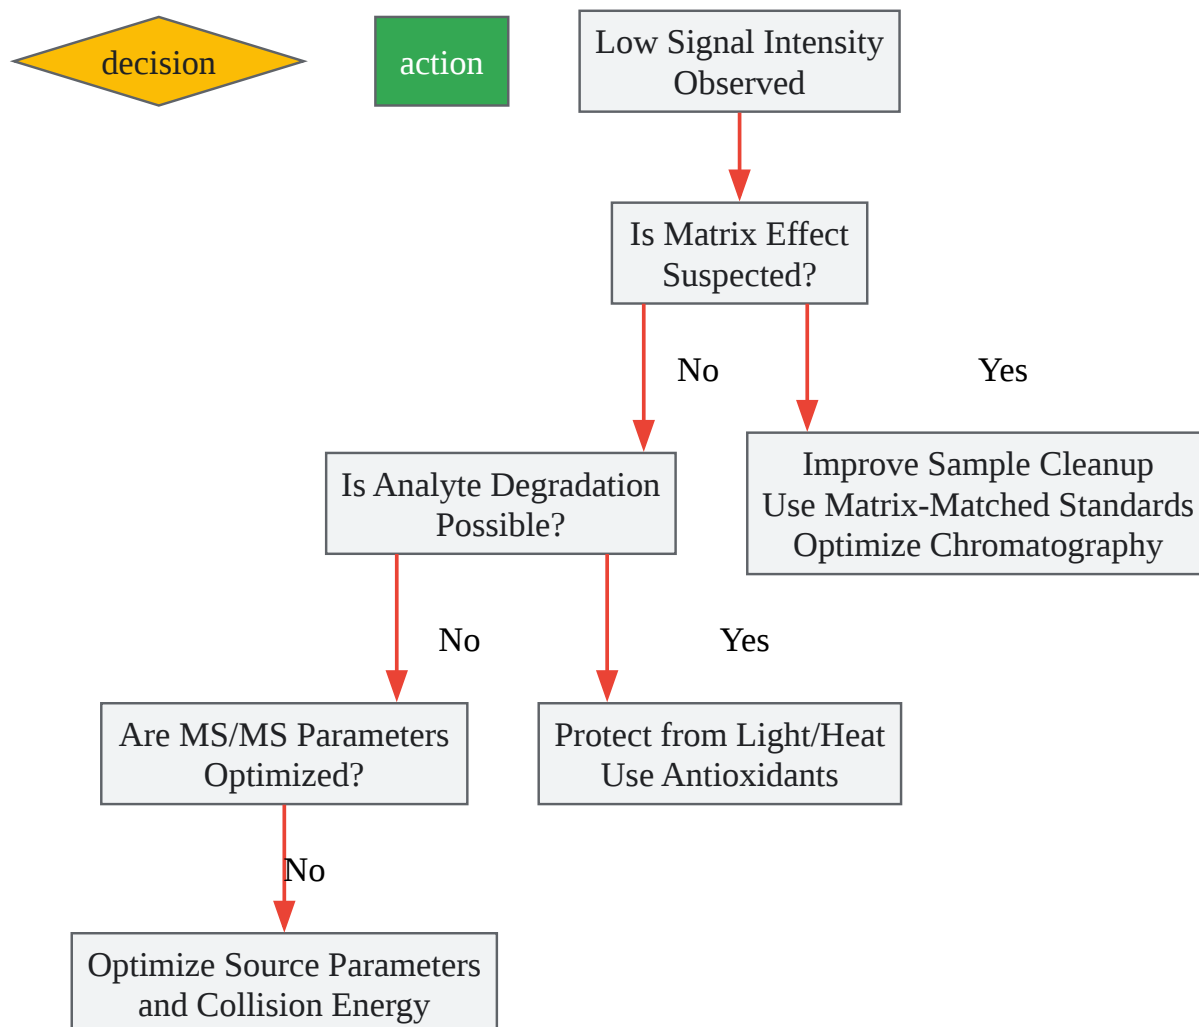 decision
action
Low Signal Intensity
Observed
Is Matrix Effect
Suspected?
No
Yes
Improve Sample Cleanup
Use Matrix-Matched Standards
Optimize Chromatography
Is Analyte Degradation
Possible?
No
Yes
Are MS/MS Parameters
Optimized?
Protect from Light/Heat
Use Antioxidants
No
Optimize Source Parameters
and Collision Energy